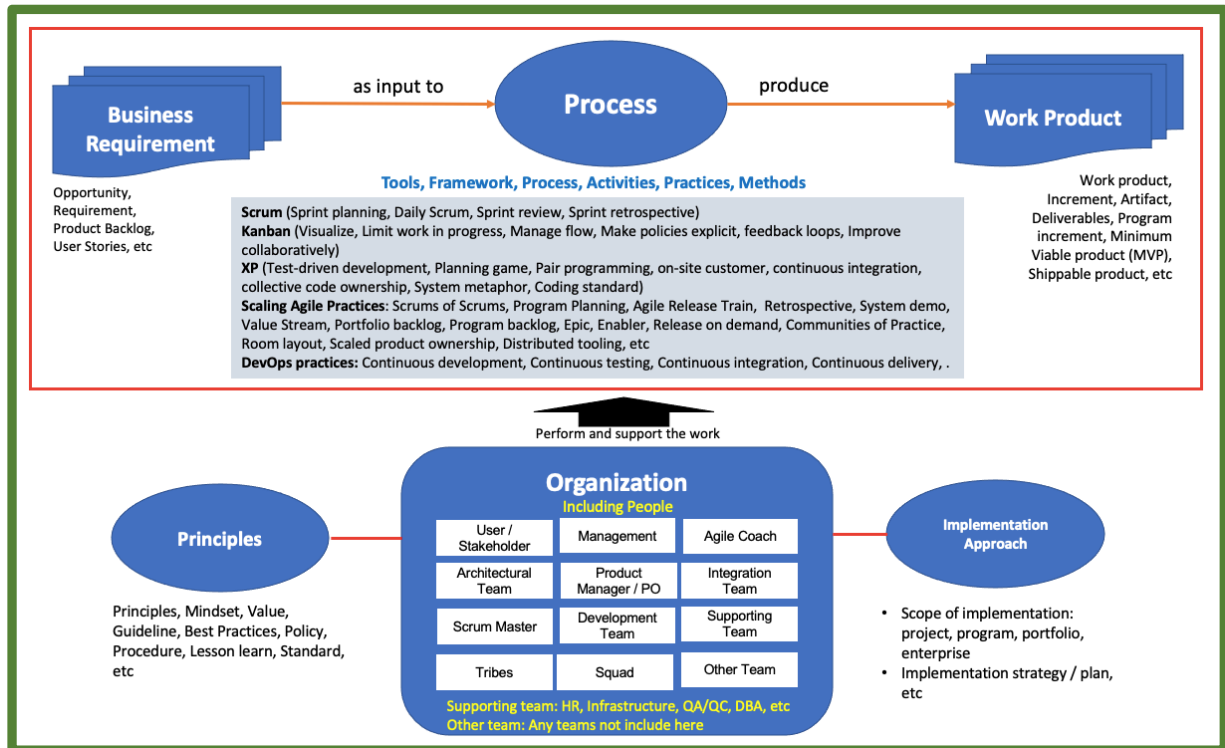 Business
Requirement
as input to
Process
produce
Work Product
Opportunity,
Requirement,
Product Backlog,
User Stories, etc
Tools, Framework, Process, Activities, Practices, Methods
Scrum (Sprint planning, Daily Scrum, Sprint review, Sprint retrospective)
Kanban (Visualize, Limit work in progress, Manage flow, Make policies explicit, feedback loops, Improve
collaboratively)
XP (Test-driven development, Planning game, Pair programming, on-site customer, continuous integration,
collective code ownership, System metaphor, Coding standard)
Scaling Agile Practices: Scrums of Scrums, Program Planning, Agile Release Train, Retrospective, System demo,
Value Stream, Portfolio backlog, Program backlog, Epic, Enabler, Release on demand, Communities of Practice,
Room layout, Scaled product ownership, Distributed tooling, etc
DevOps practices: Continuous development, Continuous testing, Continuous integration, Continuous delivery, .
Work product,
Increment, Artifact,
Deliverables, Program
increment, Minimum
Viable product (MVP),
Shippable product, etc
Perform and support the work
Organization
Including People
User /
Stakeholder
Management
Agile Coach
Architectural
Team
Product
Manager / PO
Integration
Team
Scrum Master
Development
Team
Supporting
Team
Tribes
Squad
Other Team
Supporting team: HR, Infrastructure, QA/QC, DBA, etc
Other team: Any teams not include here
Principles
Principles, Mindset, Value,
Guideline, Best Practices, Policy,
Procedure, Lesson learn, Standard,
etc
Implementation
Approach
• Scope of implementation:
project, program, portfolio,
enterprise
• Implementation strategy / plan,
etc